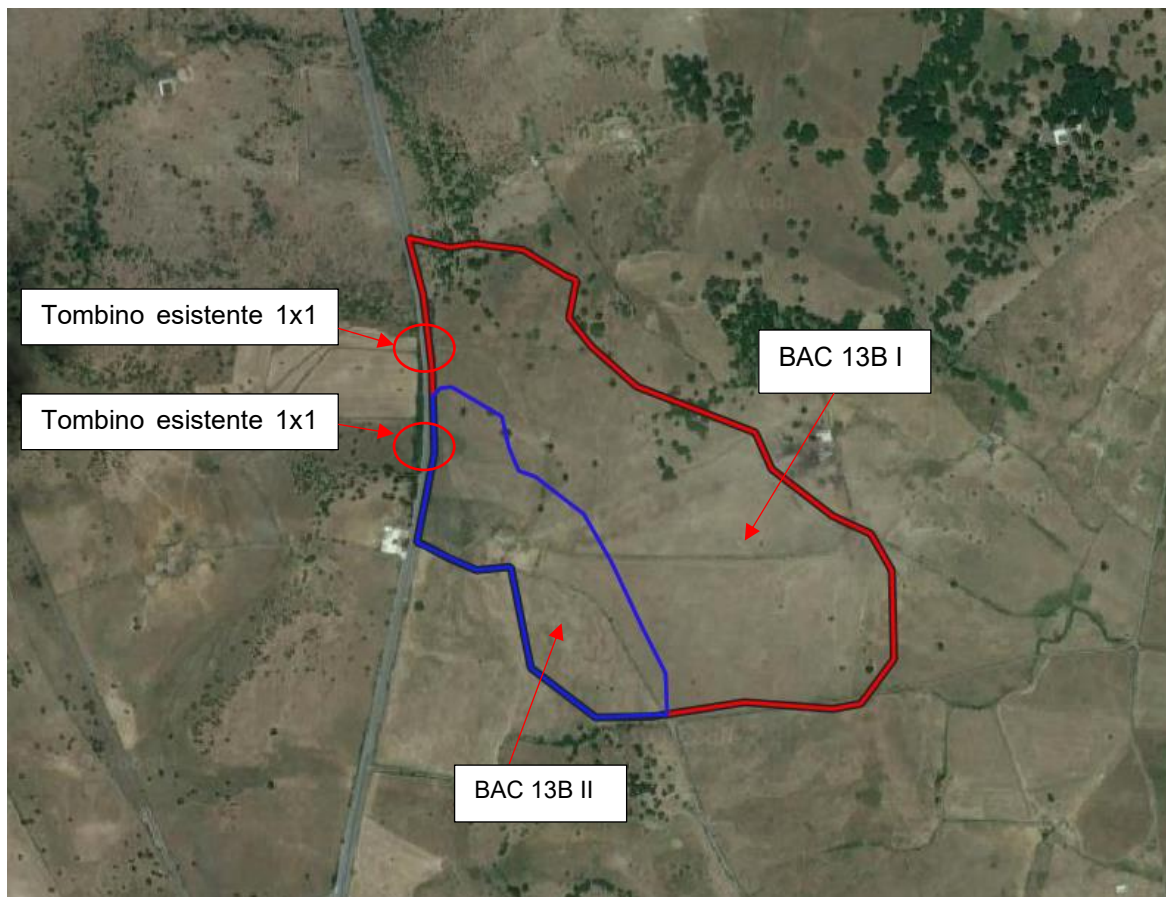 Tombino esistente 1x1
BAC 13B I
Tombino esistente 1x1
BAC 13B II